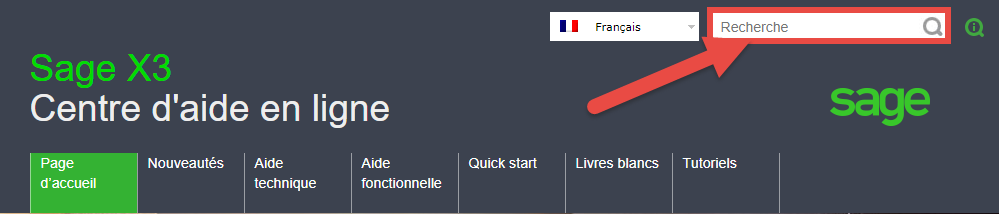 Français
Recherche
Sage X3
Centre d'aide en ligne
sage
Page d'accueil
Nouveautés
Aide technique
Aide fonctionnelle
Quick start
Livres blancs
Tutoriels